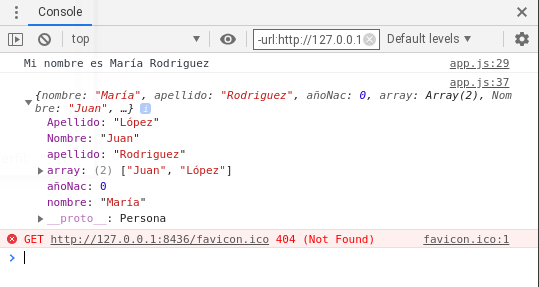 Console
top
-url:http://127.0.0.1
Default levels
Mi nombre es María Rodriguez app.js:29
app.js:37
{nombre: "María", apellido: "Rodriguez", añoNac: 0, array: Array(2), Nom
bre: "Juan", …} i
Apellido: "López"
Nombre: "Juan"
apellido: "Rodriguez"
array: (2) ["Juan", "López"]
añoNac: 0
nombre: "María"
__proto__: Persona
GET http://127.0.0.1:8436/favicon.ico 404 (Not Found) favicon.ico:1